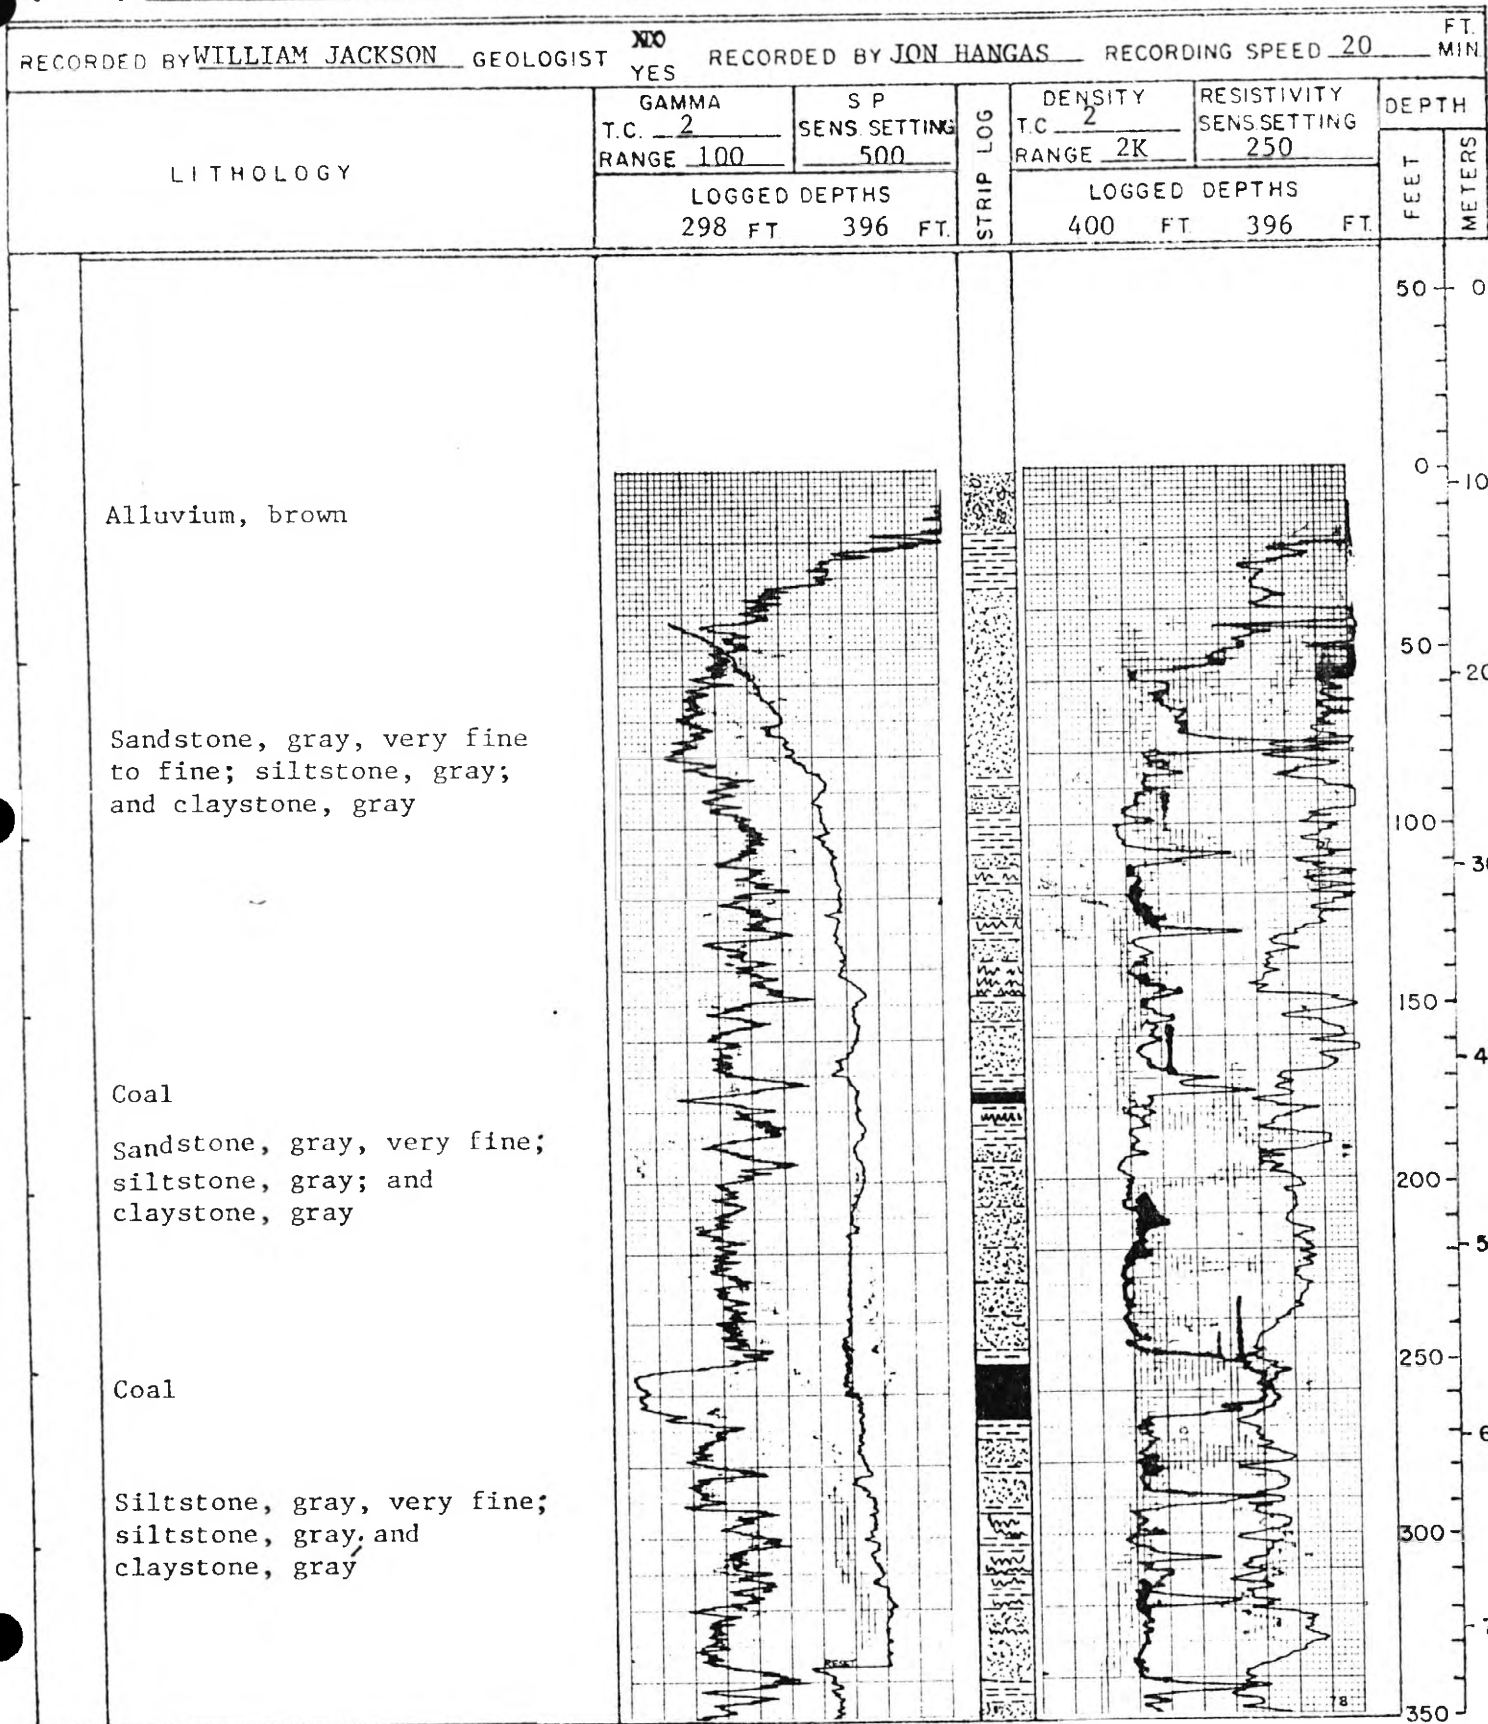 RECORDED BY WILLIAM JACKSON GEOLOGIST YES RECORDED BY JON HANGAS RECORDING SPEED 20 FT. MIN
LITHOLOGY
GAMMA
T.C. 2
RANGE 100
S P
SENS. SETTING
500
LOGGED DEPTHS
298 FT 396 FT.
STRIP LOG
DENSITY
T.C 2
RANGE 2K
RESISTIVITY
SENS.SETTING
250
LOGGED DEPTHS
400 FT. 396 FT.
DEPTH
FEET
METERS
50 0
0
10
Alluvium, brown
50
20
Sandstone, gray, very fine
to fine; siltstone, gray;
and claystone, gray
100
150
Coal
Sandstone, gray, very fine;
siltstone, gray; and
claystone, gray
200
5
250
Coal
6
Siltstone, gray, very fine;
siltstone, gray; and
claystone, gray
300
78
350